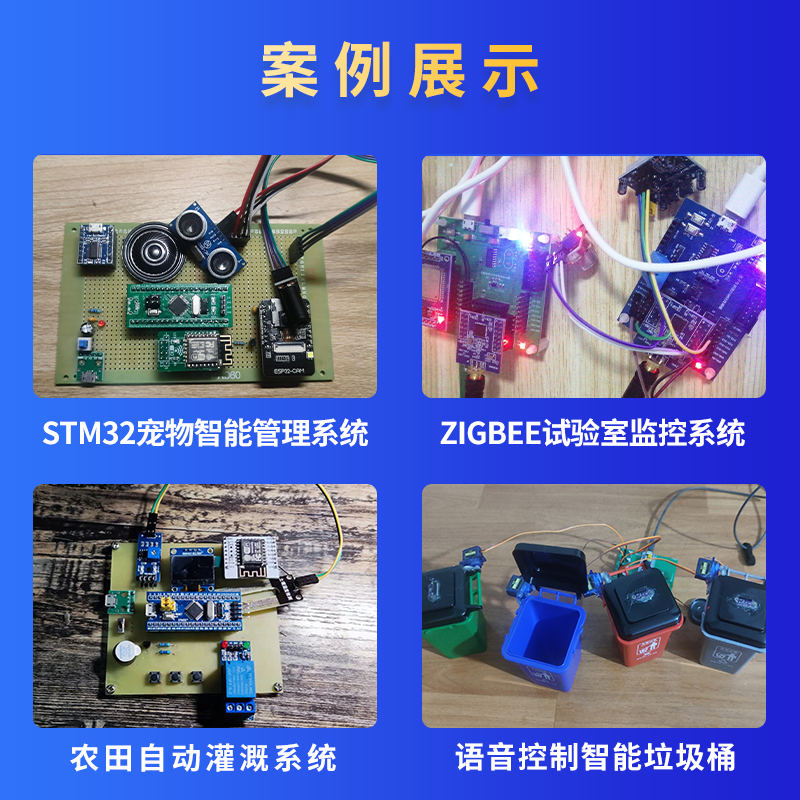 案例展示
ESP32-CAM
STM32宠物智能管理系统
ZIGBEE试验室监控系统
农田自动灌溉系统
语音控制智能垃圾桶